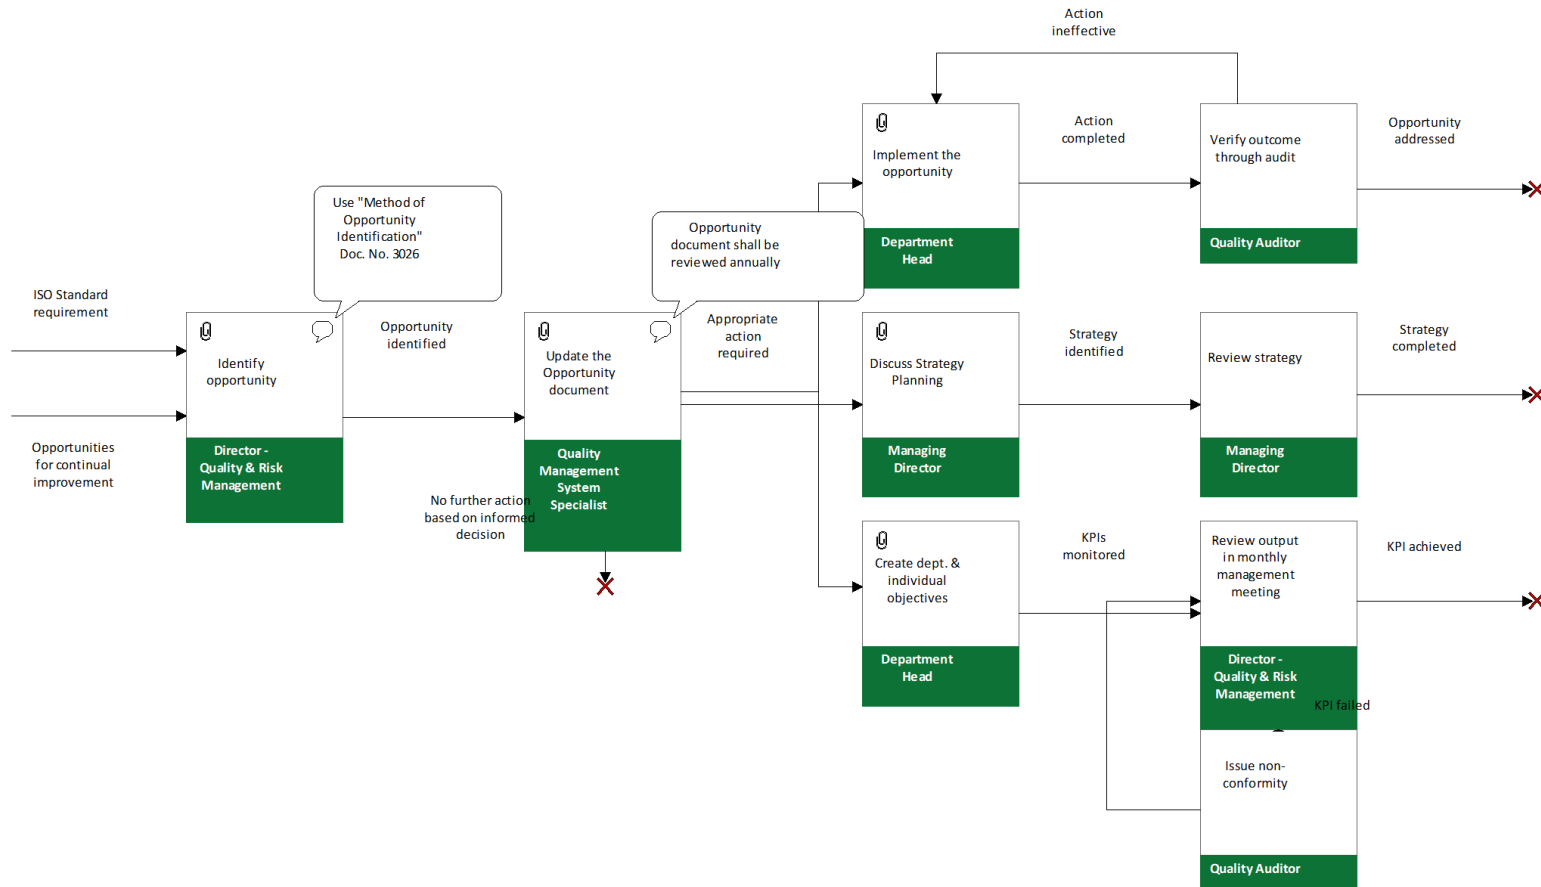 Action
ineffective
Implement the
opportunity
Department
Head
Action
completed
Verify outcome
through audit
Quality Auditor
Opportunity
addressed
Use "Method of
Opportunity
Identification"
Doc. No. 3026
Opportunity
document shall be
reviewed annually
ISO Standard
requirement
Opportunities
for continual
improvement
Identify
opportunity
Director -
Quality & Risk
Management
Opportunity
identified
Update the
Opportunity
document
Quality
Management
System
Specialist
No further action
based on informed
decision
Appropriate
action
required
Discuss Strategy
Planning
Managing
Director
Strategy
identified
Review strategy
Managing
Director
Strategy
completed
Create dept. &
individual
objectives
Department
Head
KPIs
monitored
Review output
in monthly
management
meeting
Director -
Quality & Risk
Management
KPI achieved
KPI failed
Issue non-
conformity
Quality Auditor